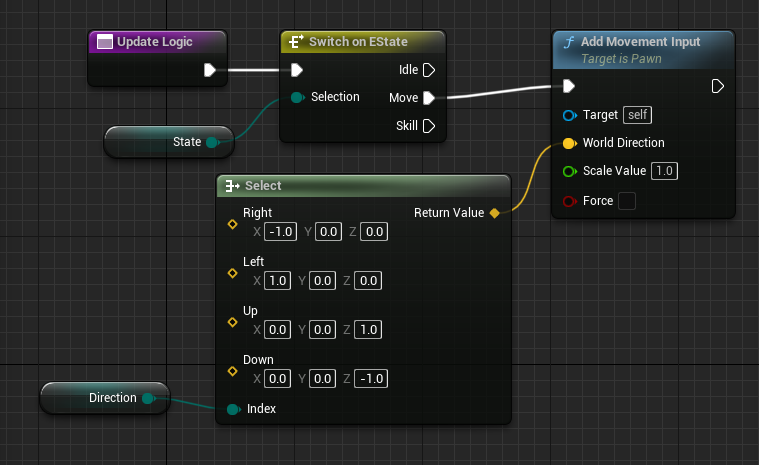 Update Logic
Switch on EState
Idle
Selection
Move
Skill
State
Add Movement Input
Target is Pawn
Target self
World Direction
Scale Value 1.0
Force
Select
Right
Return Value
X -1.0 Y 0.0 Z 0.0
Left
X 1.0 Y 0.0 Z 0.0
Up
X 0.0 Y 0.0 Z 1.0
Down
X 0.0 Y 0.0 Z -1.0
Direction
Index